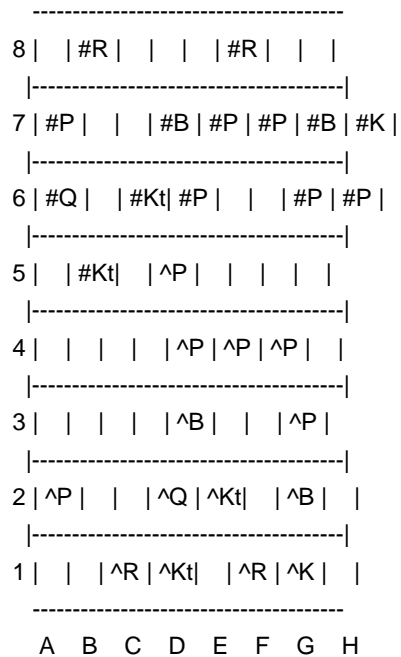 -----------------------------------------
8 |    | #R |    |    |    | #R |    |    |
|-----------------------------------------|
7 | #P |    |    | #B | #P | #P | #B | #K |
|-----------------------------------------|
6 | #Q |    | #Kt| #P |    |    | #P | #P |
|-----------------------------------------|
5 |    | #Kt|    | ^P |    |    |    |    |
|-----------------------------------------|
4 |    |    |    |    | ^P | ^P | ^P |    |
|-----------------------------------------|
3 |    |    |    |    | ^B |    |    | ^P |
|-----------------------------------------|
2 | ^P |    |    | ^Q | ^Kt|    | ^B |    |
|-----------------------------------------|
1 |    |    | ^R | ^Kt|    | ^R | ^K |    |
-----------------------------------------
A B C D E F G H